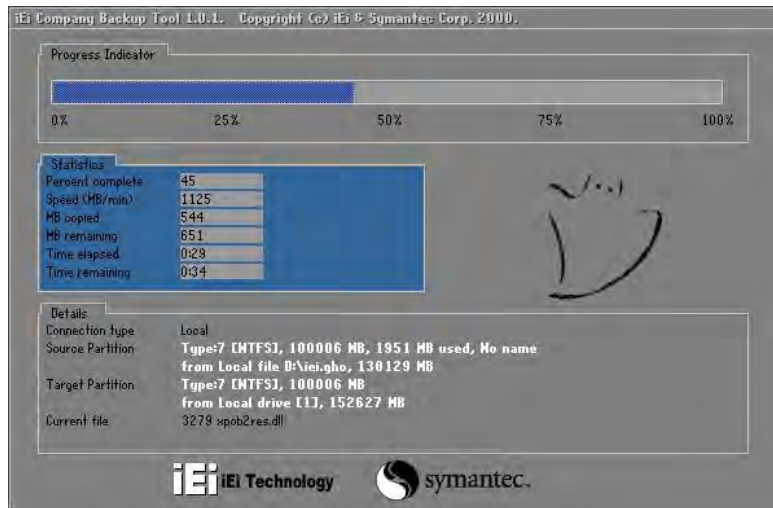 iEi Company Backup Tool 1.0.1. Copyright (c) iEi & Symantec Corp. 2000.
Progress Indicator
0% 25% 50% 75% 100%
Statistics
Percent complete 45
Speed (MB/min) 1125
MB copied 544
MB remaining 651
Time elapsed 0:29
Time remaining 0:34
Details
Connection type Local
Source Partition Type:7 [NTFS], 100006 MB, 1951 MB used, No name
from Local file D:\iei.gho, 130129 MB
Target Partition Type:7 [NTFS], 100006 MB
from Local drive [1], 152627 MB
Current file 3279 xpob2res.dll
iEi iEi Technology symantec.